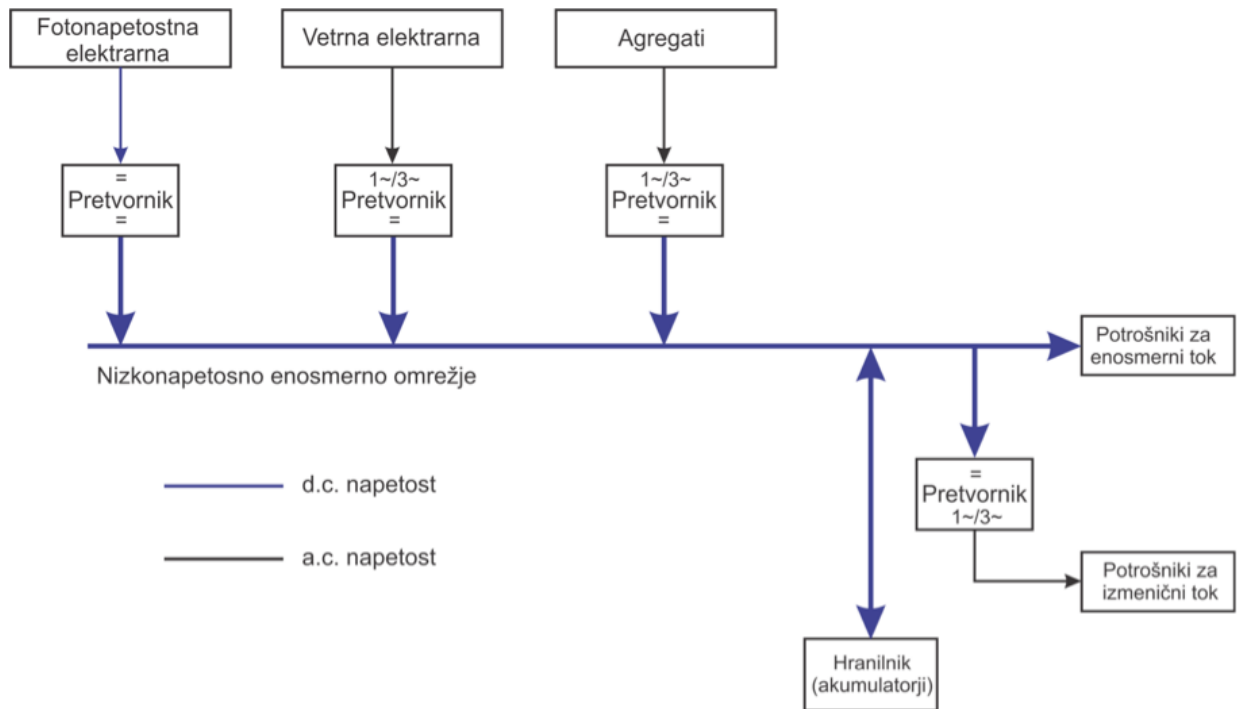 Fotonapetostna
elektrarna
Vetrna elektrarna
Agregati
=
Pretvornik
=
1~/3~
Pretvornik
=
1~/3~
Pretvornik
=
Potrošniki za
enosmerni tok
Nizkonapetosno enosmerno omrežje
d.c. napetost
a.c. napetost
=
Pretvornik
1~/3~
Potrošniki za
izmenični tok
Hranilnik
(akumulatorji)